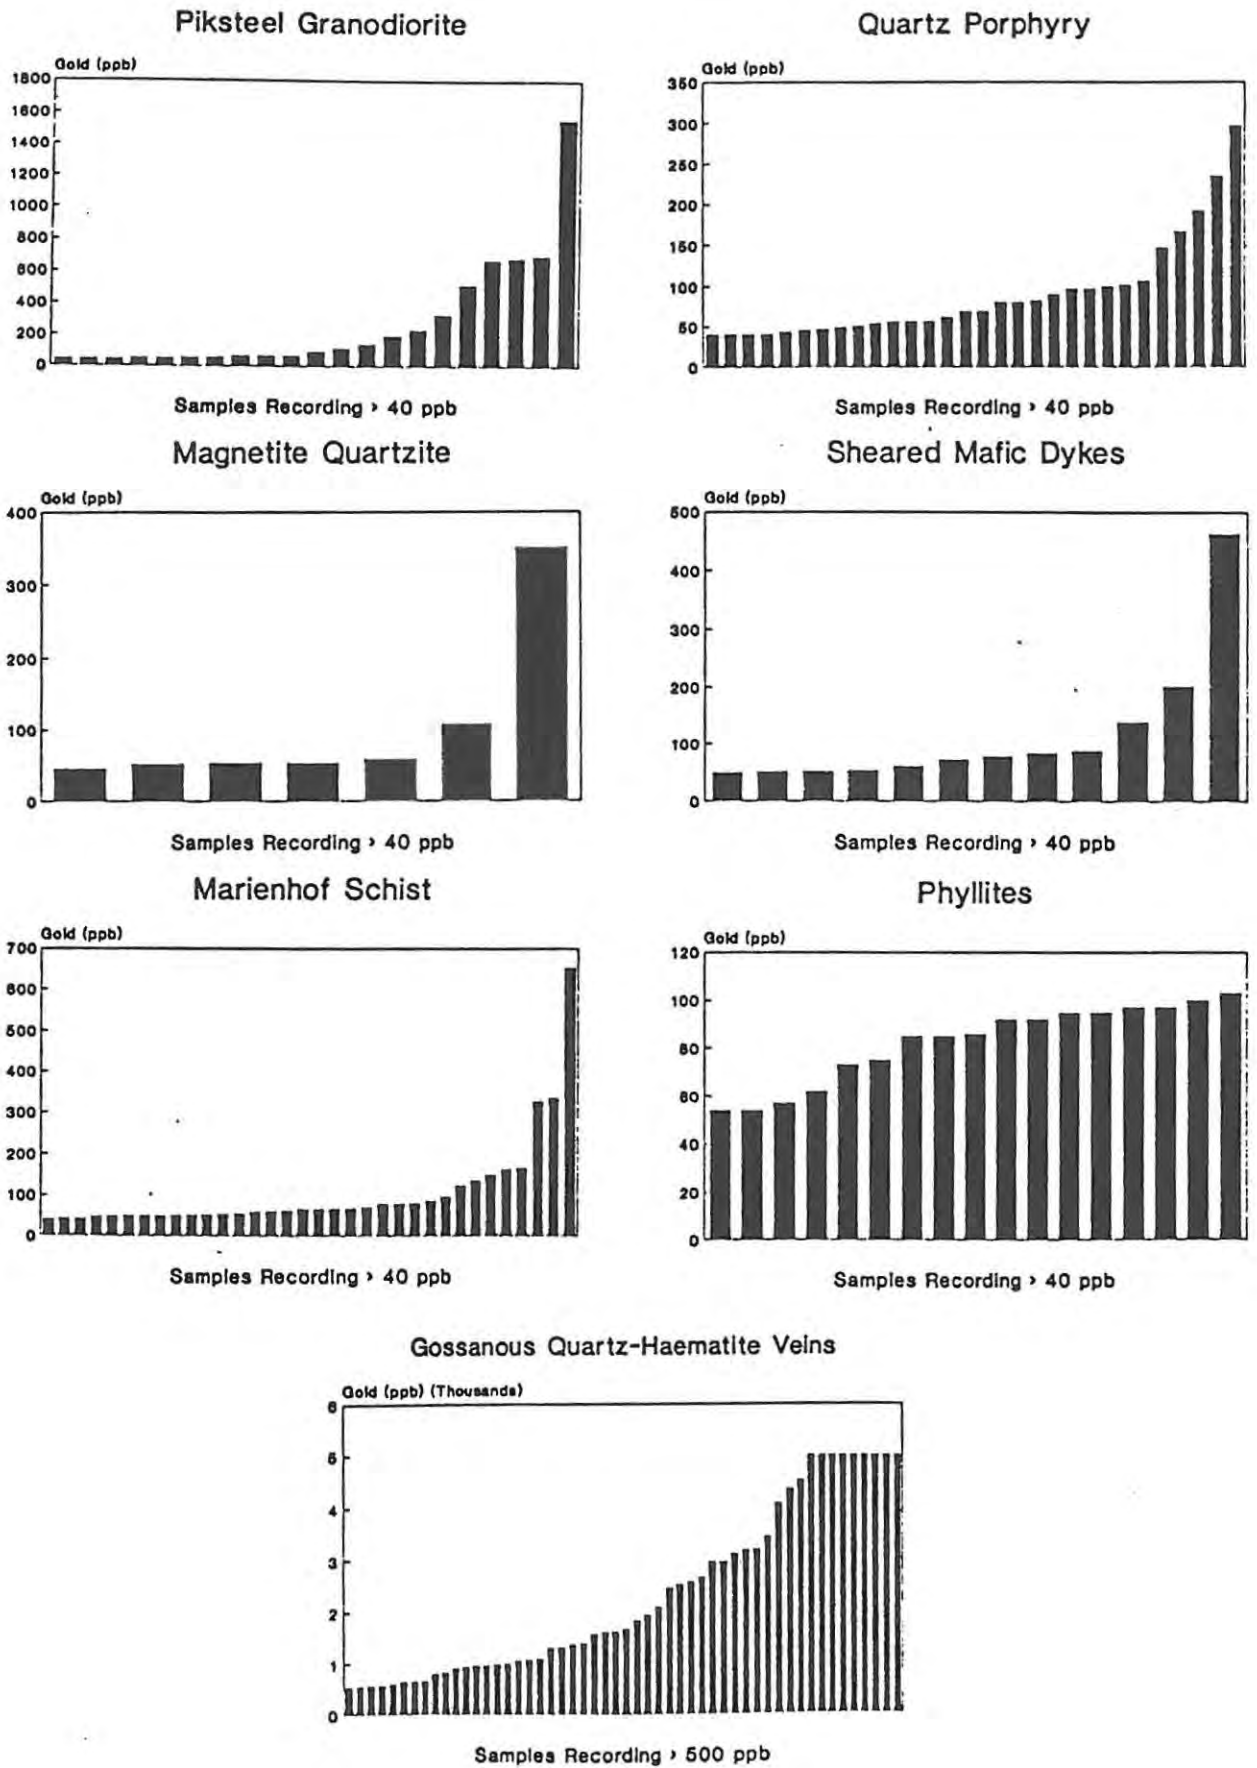 Piksteel Granodiorite
Gold (ppb)
1800
1600
1400
1200
1000
800
600
400
200
0
Samples Recording > 40 ppb
Quartz Porphyry
Gold (ppb)
350
300
250
200
150
100
50
0
Samples Recording > 40 ppb
Magnetite Quartzite
Gold (ppb)
400
300
200
100
0
Samples Recording > 40 ppb
Sheared Mafic Dykes
Gold (ppb)
500
400
300
200
100
0
Samples Recording > 40 ppb
Marienhof Schist
Gold (ppb)
700
600
500
400
300
200
100
0
Samples Recording > 40 ppb
Phyllites
Gold (ppb)
120
100
80
60
40
20
0
Samples Recording > 40 ppb
Gossanous Quartz-Haematite Veins
Gold (ppb) (Thousands)
6
5
4
3
2
1
0
Samples Recording > 500 ppb